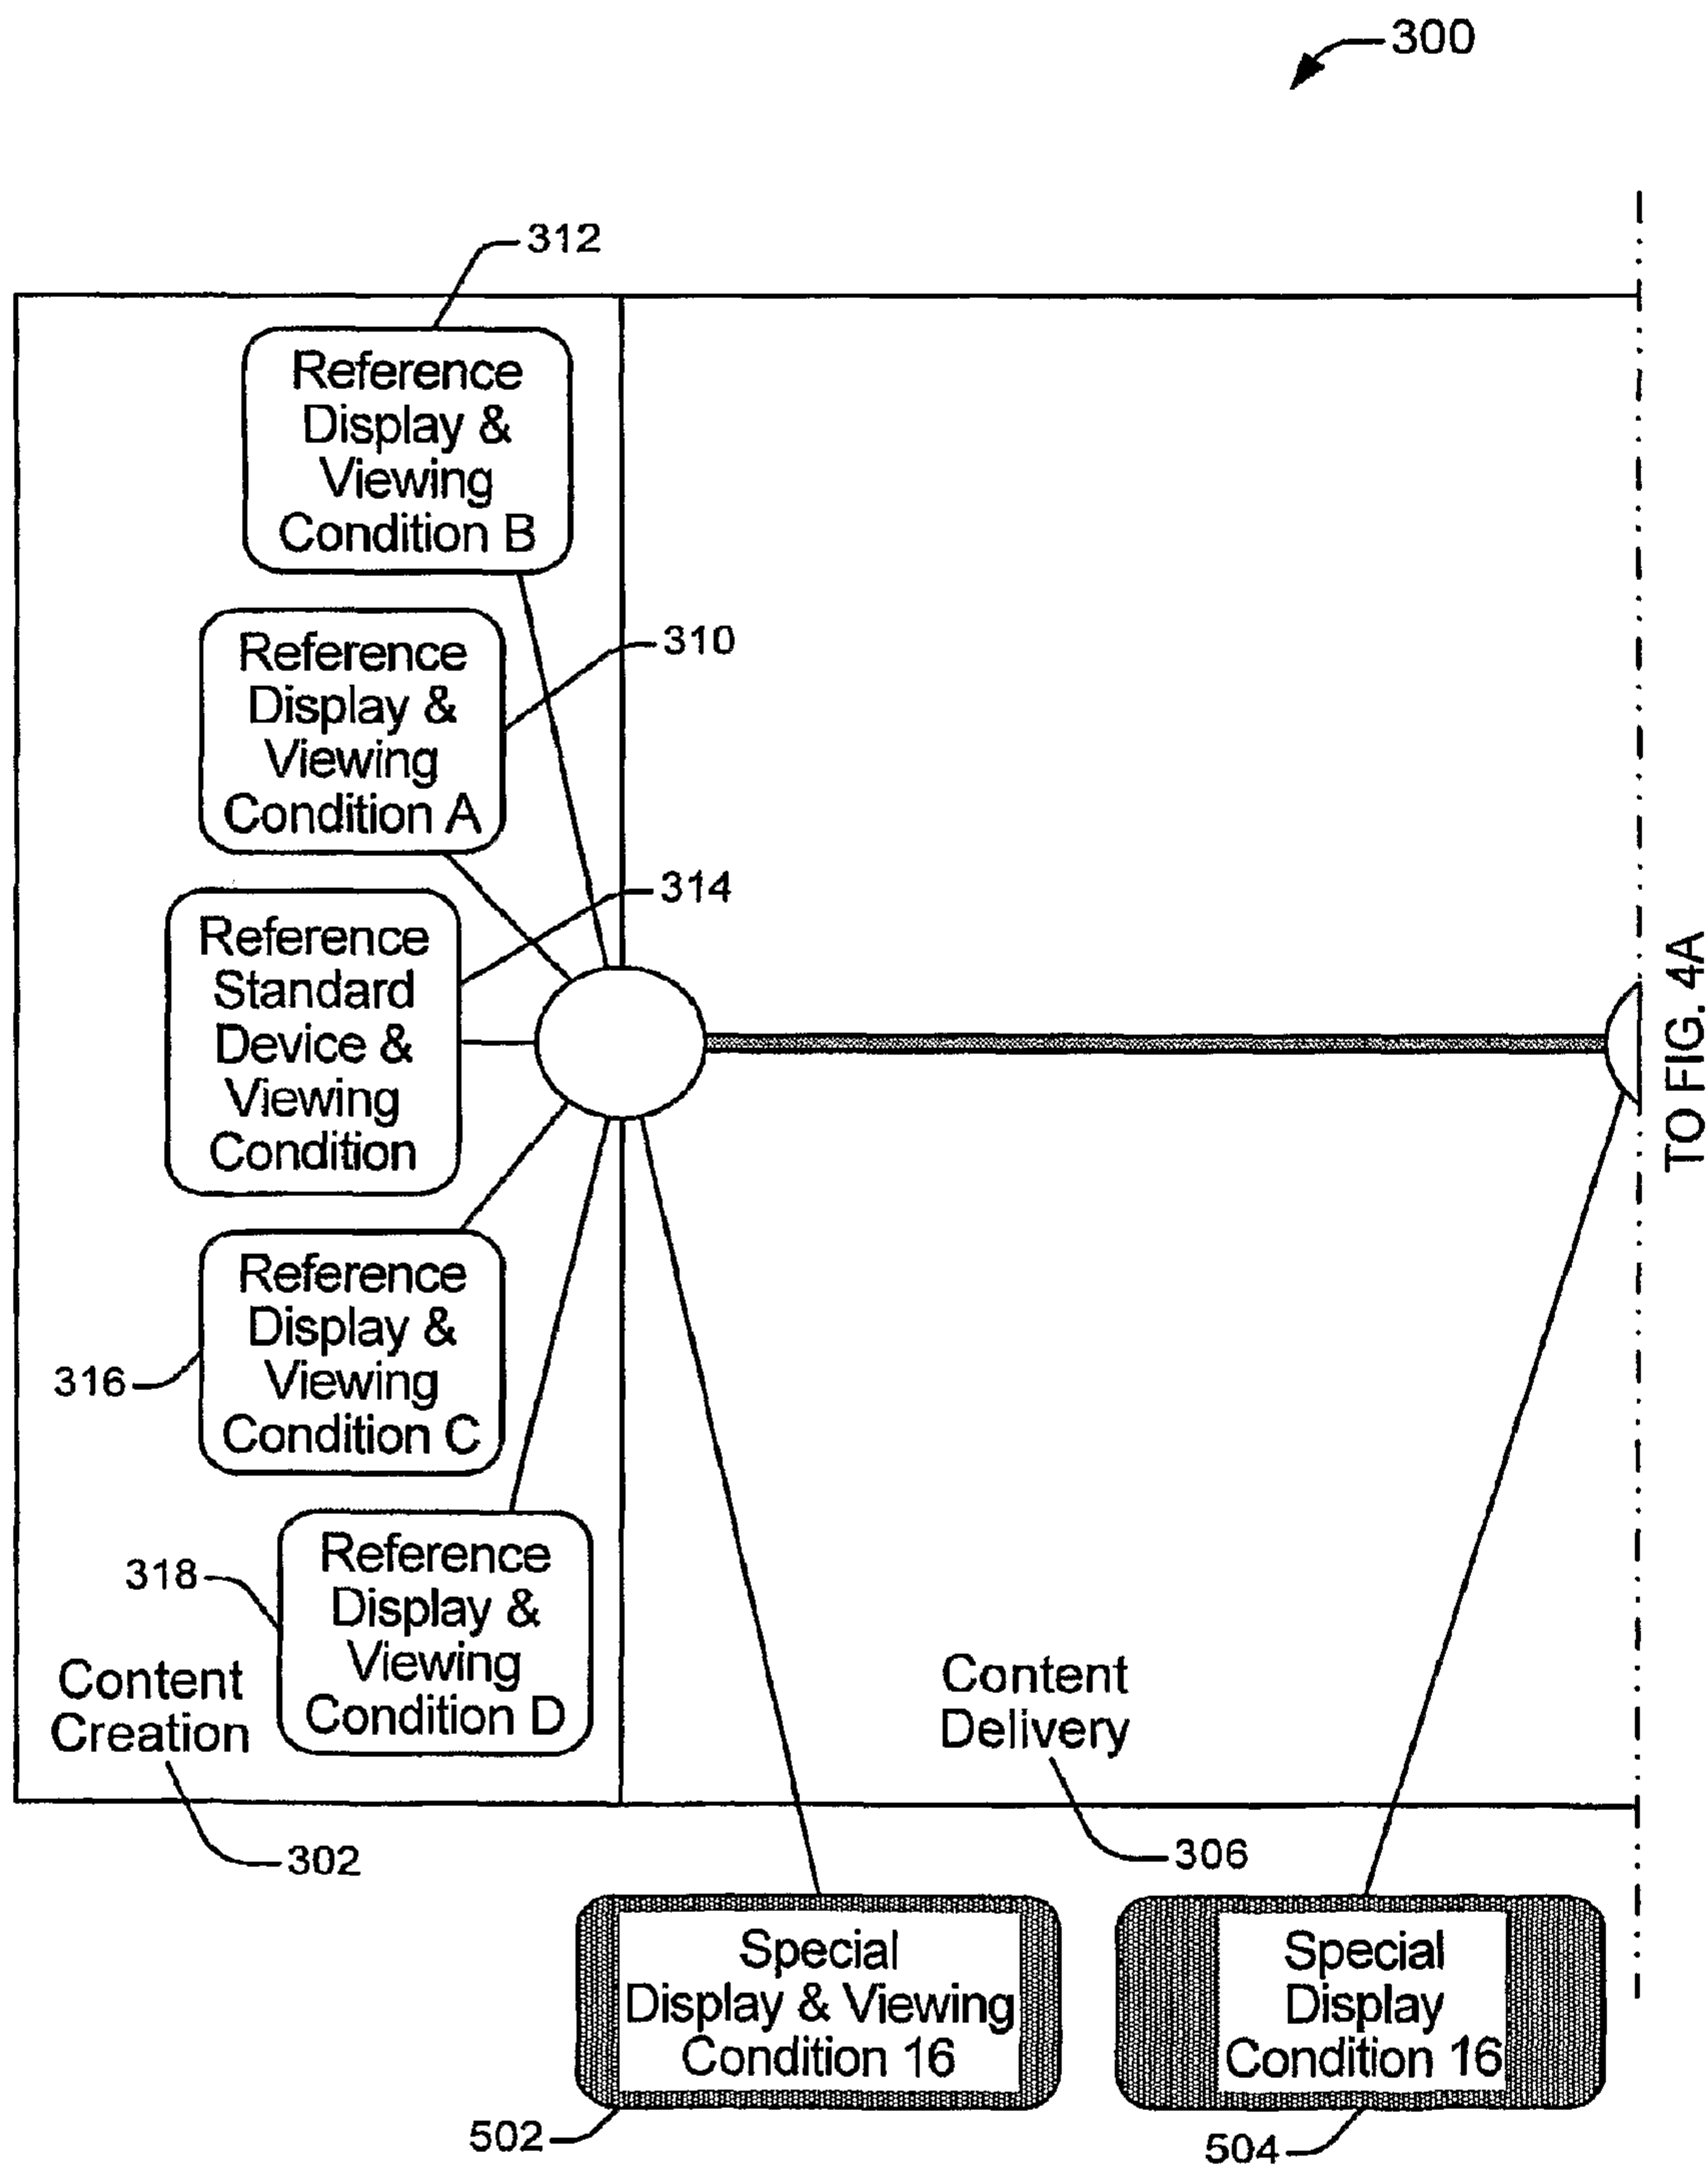 300
312
Reference
Display &
Viewing
Condition B
310
Reference
Display &
Viewing
Condition A
314
Reference
Standard
Device &
Viewing
Condition
TO FIG. 4A
316
Reference
Display &
Viewing
Condition C
318
Reference
Display &
Viewing
Condition D
Content
Creation
302
Content
Delivery
306
Special
Display & Viewing
Condition 16
502
Special
Display
Condition 16
504